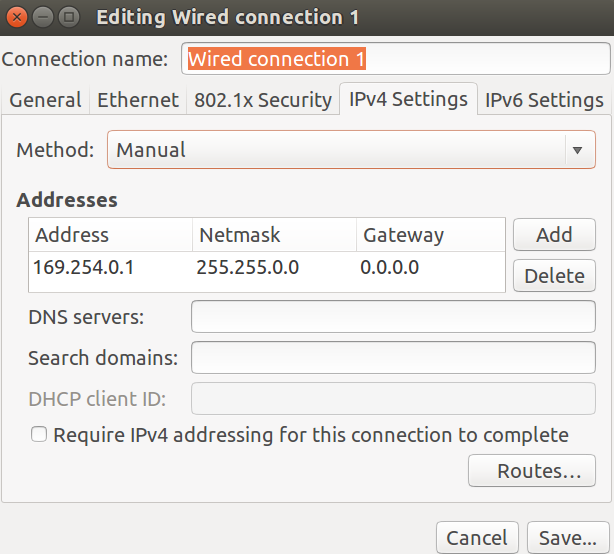 Editing Wired connection 1
Connection name: Wired connection 1
General Ethernet 802.1x Security IPv4 Settings IPv6 Settings
Method: Manual
Addresses
Address Netmask Gateway Add
169.254.0.1 255.255.0.0 0.0.0.0 Delete
DNS servers:
Search domains:
DHCP client ID:
Require IPv4 addressing for this connection to complete
Routes...
Cancel Save...